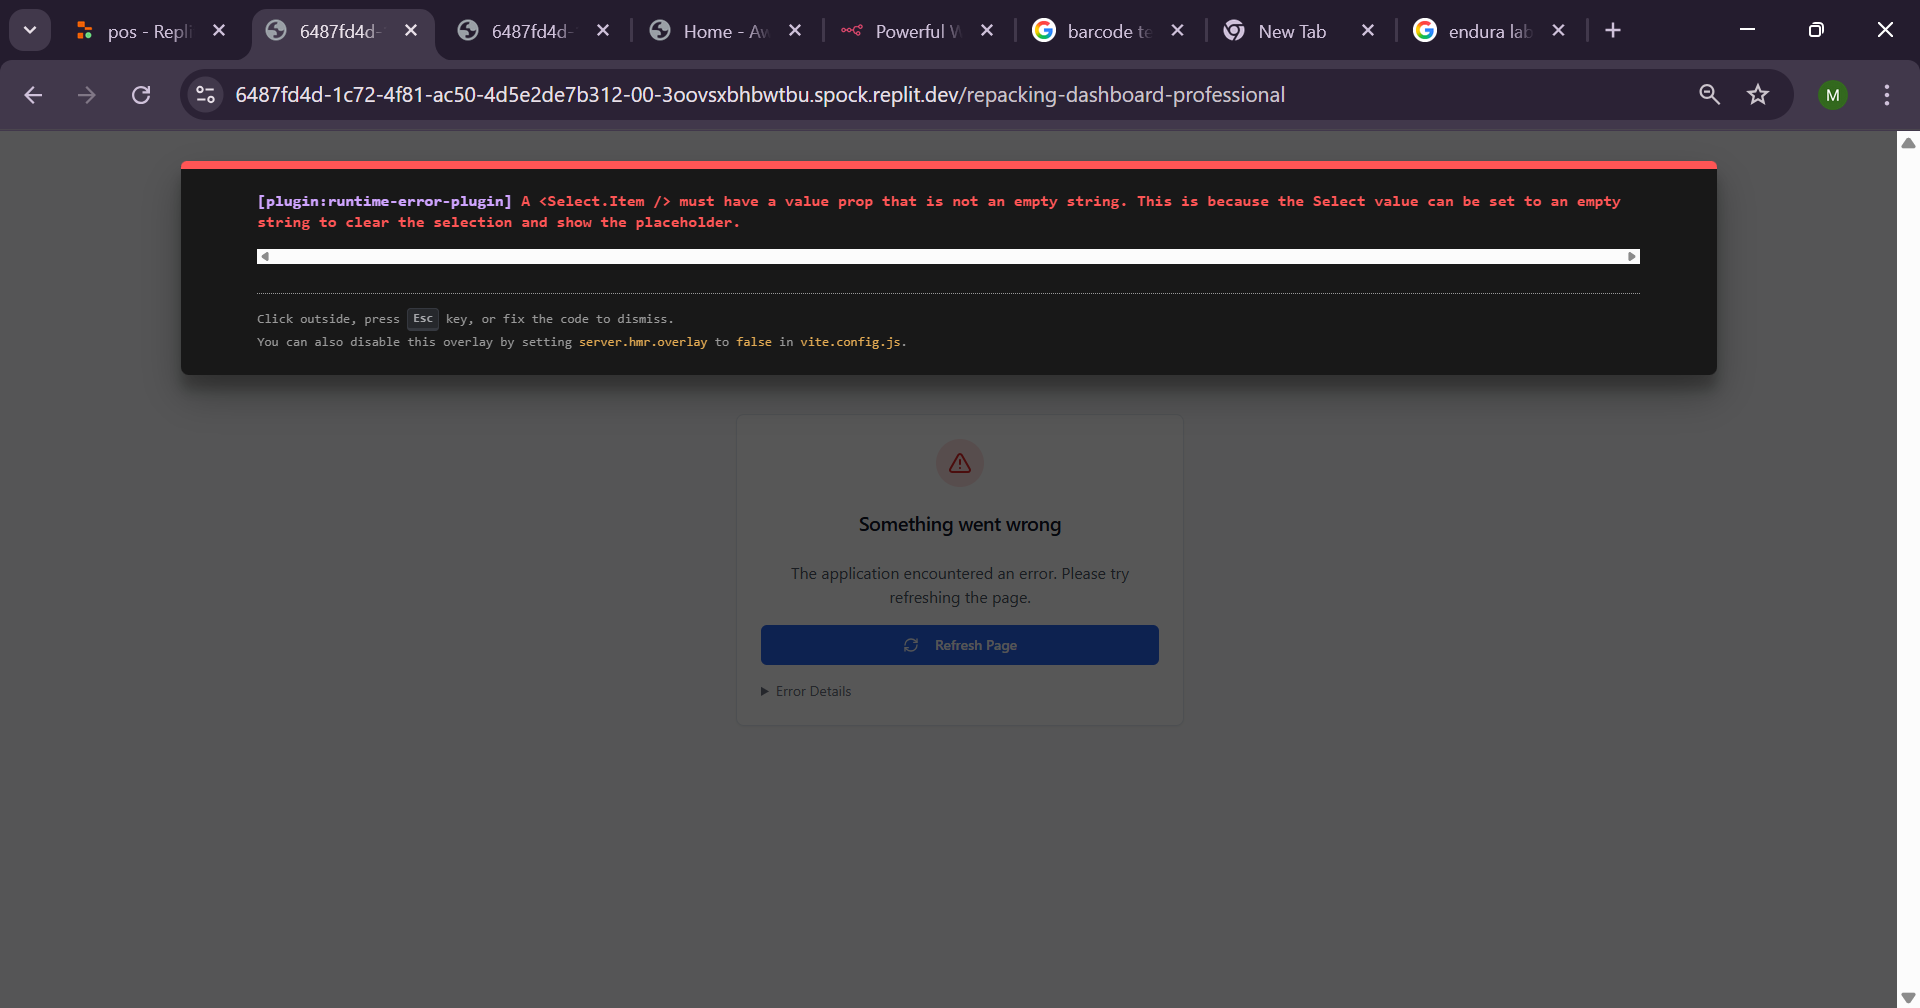 pos - Repli
6487fd4d-
6487fd4d-
Home - Aw
Powerful W
barcode te
New Tab
endura lab
6487fd4d-1c72-4f81-ac50-4d5e2de7b312-00-3oovsxbhbwtbu.spock.replit.dev/repacking-dashboard-professional
M
[plugin:runtime-error-plugin] A <Select.Item /> must have a value prop that is not an empty string. This is because the Select value can be set to an empty
string to clear the selection and show the placeholder.
Click outside, press Esc key, or fix the code to dismiss.
You can also disable this overlay by setting server.hmr.overlay to false in vite.config.js.
Something went wrong
The application encountered an error. Please try
refreshing the page.
Refresh Page
Error Details